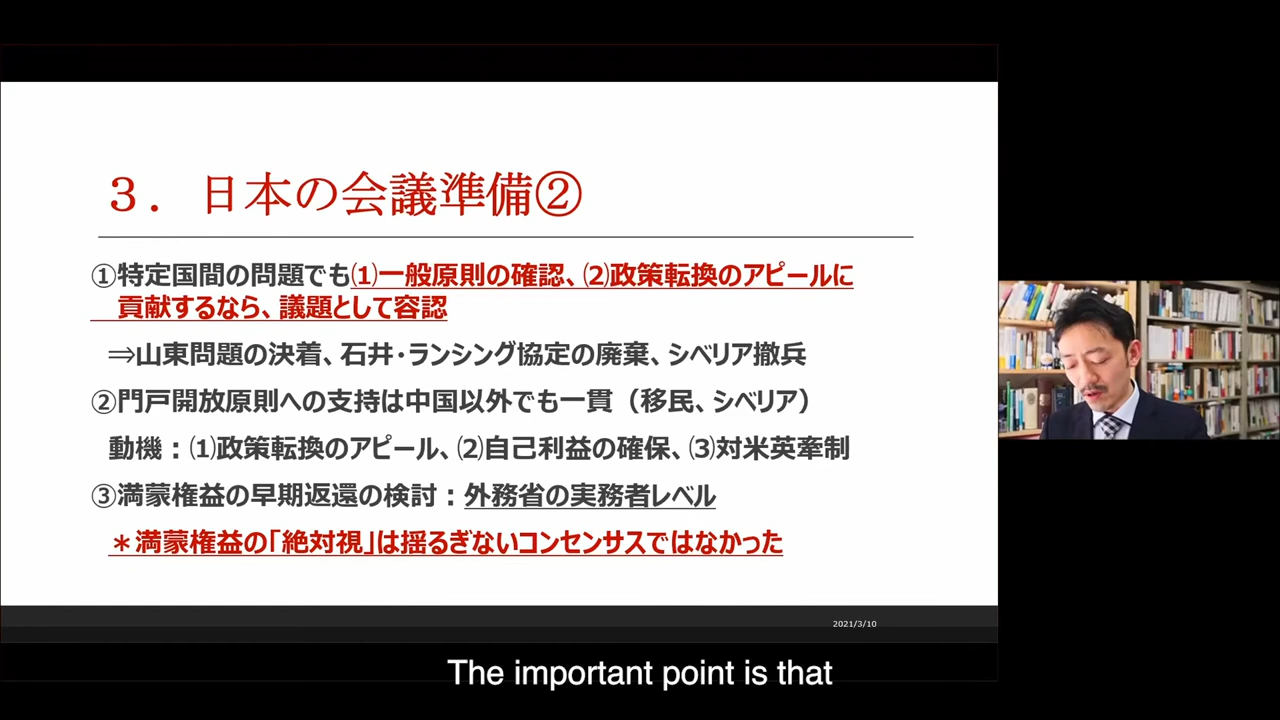 ３．日本の会議準備②
①特定国間の問題でも⑴一般原則の確認、⑵政策転換のアピールに
貢献するなら、議題として容認
⇒山東問題の決着、石井・ランシング協定の廃棄、シベリア撤兵
②門戸開放原則への支持は中国以外でも一貫（移民、シベリア）
動機：⑴政策転換のアピール、⑵自己利益の確保、⑶対米英牽制
③満蒙権益の早期返還の検討：外務省の実務者レベル
＊満蒙権益の「絶対視」は揺るぎないコンセンサスではなかった
2021/3/10
The important point is that